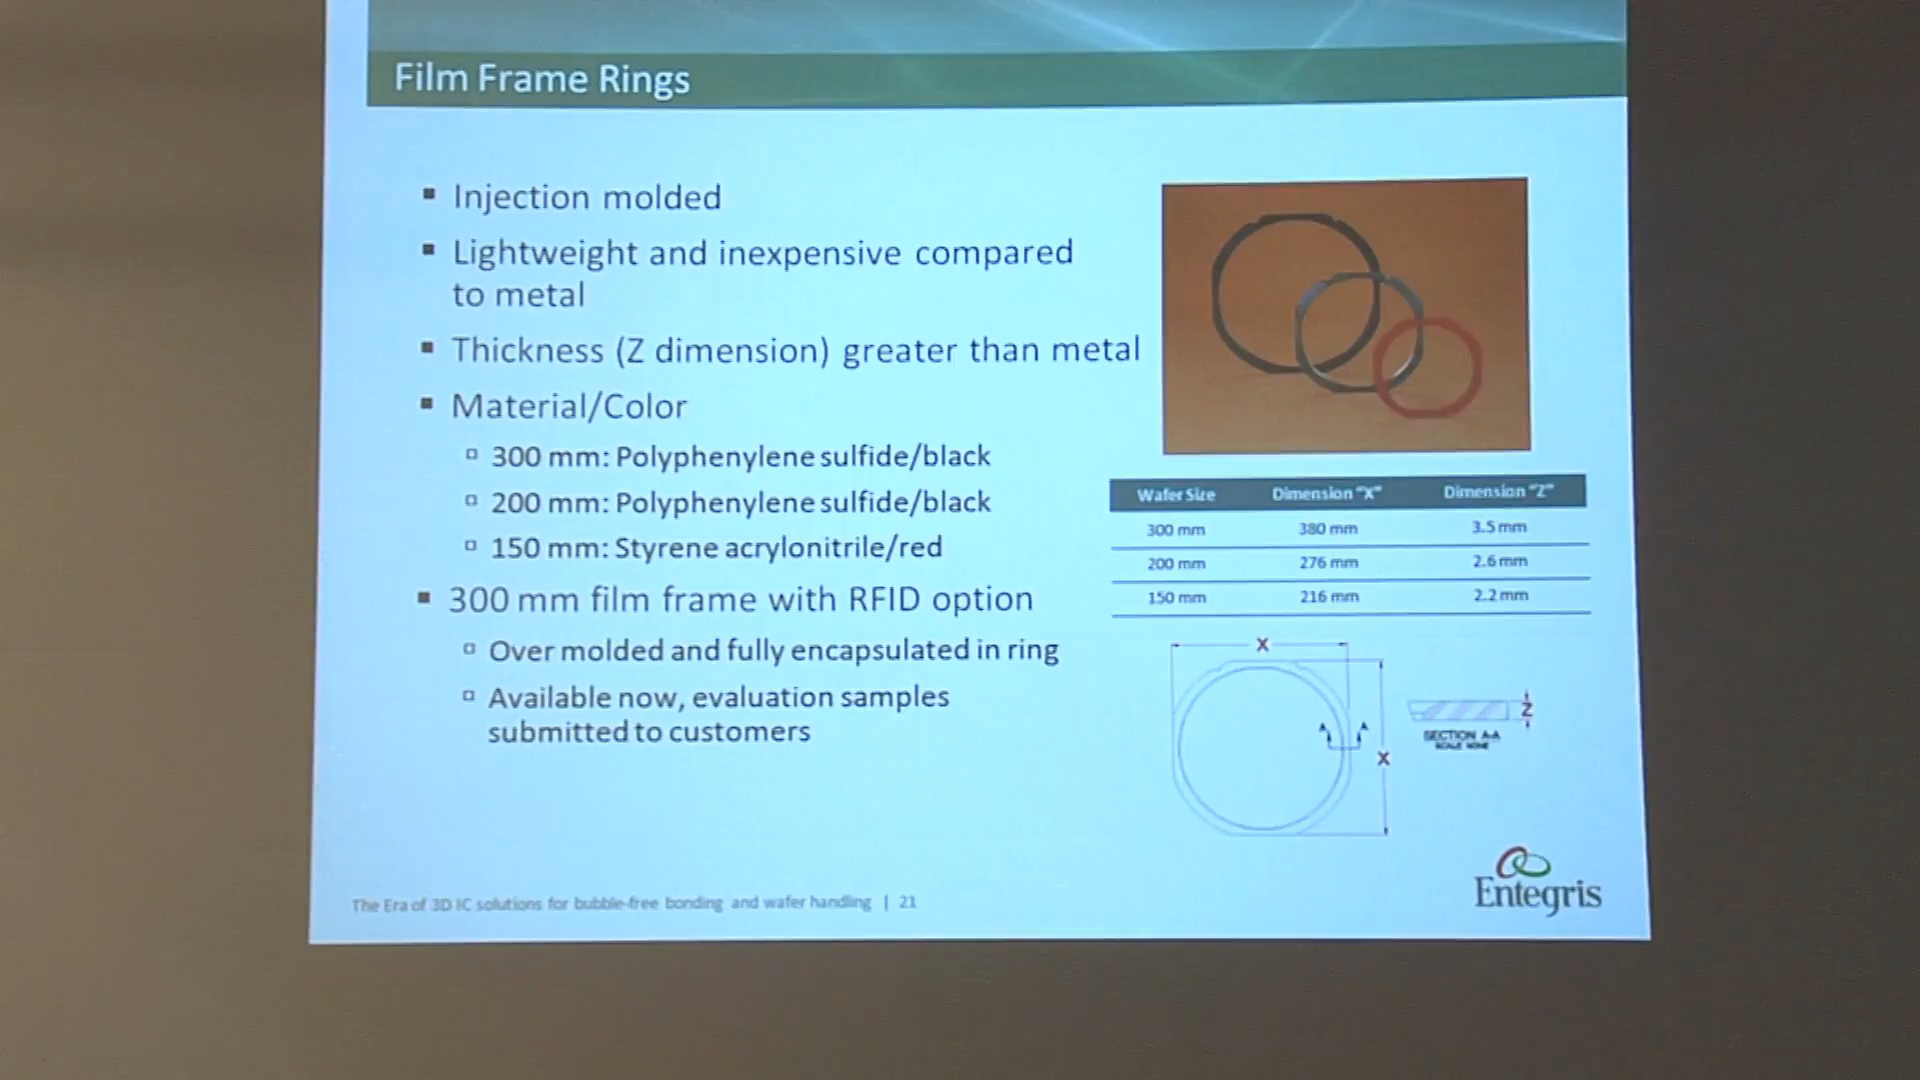 Film Frame Rings
▪ Injection molded
▪ Lightweight and inexpensive compared
to metal
▪ Thickness (Z dimension) greater than metal
▪ Material/Color
▫ 300 mm: Polyphenylene sulfide/black
▫ 200 mm: Polyphenylene sulfide/black
▫ 150 mm: Styrene acrylonitrile/red
▪ 300 mm film frame with RFID option
▫ Over molded and fully encapsulated in ring
▫ Available now, evaluation samples
submitted to customers
Wafer Size Dimension "X" Dimension "Z"
300 mm 380 mm 3.5 mm
200 mm 276 mm 2.6 mm
150 mm 216 mm 2.2 mm
X
A A
X
Z
SECTION A-A
SCALE NONE
Entegris
The Era of 3D IC solutions for bubble-free bonding and wafer handling | 21